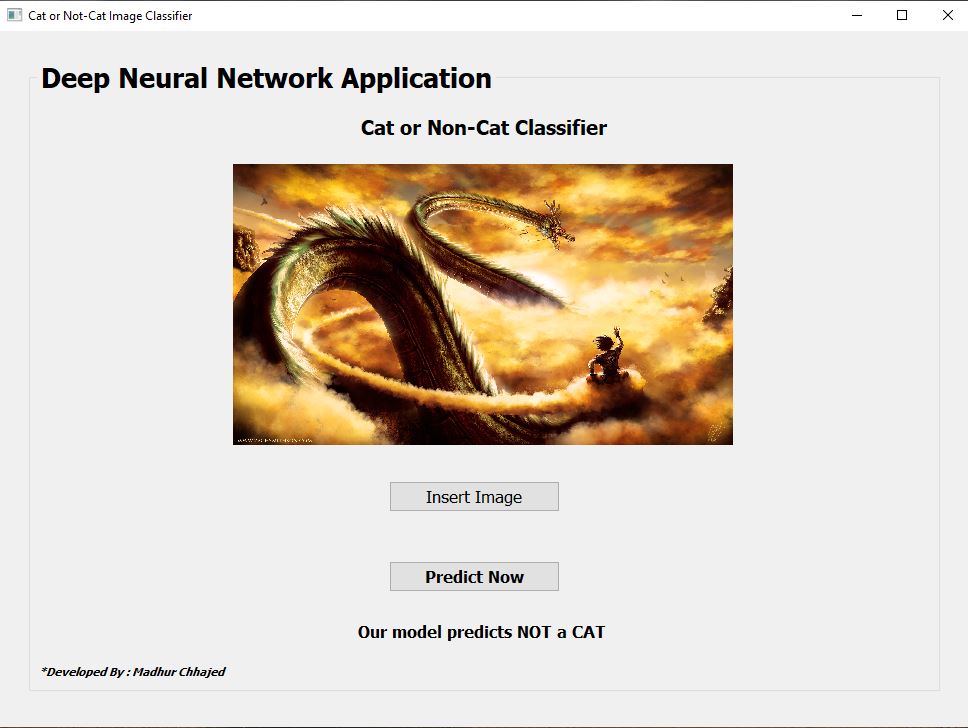 Cat or Not-Cat Image Classifier
Deep Neural Network Application
Cat or Non-Cat Classifier
Insert Image
Predict Now
Our model predicts NOT a CAT
*Developed By : Madhur Chhajed